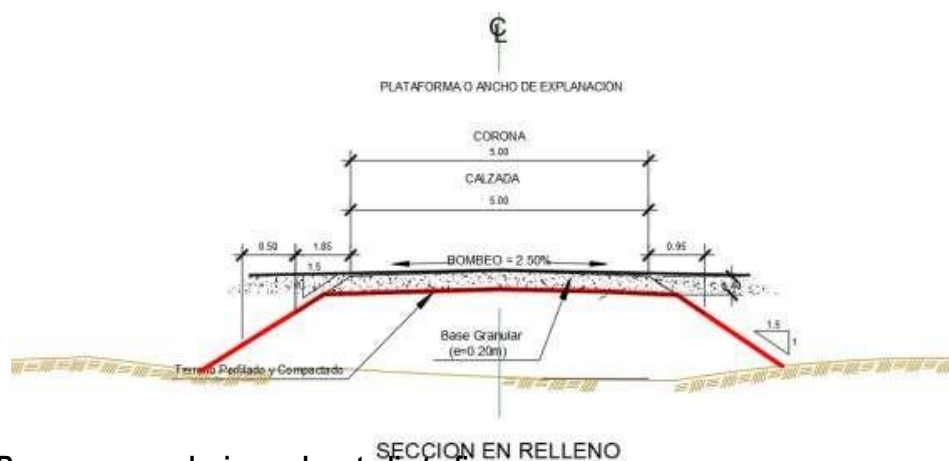 ℄
PLATAFORMA O ANCHO DE EXPLANACIÓN
CORONA
5.00
CALZADA
5.00
0.50
1.85
0.95
1.5
BOMBEO = 2.50%
1.5
1
Base Granular
(e=0.20m)
Terreno Perfilado y Compactado
SECCION EN RELLENO